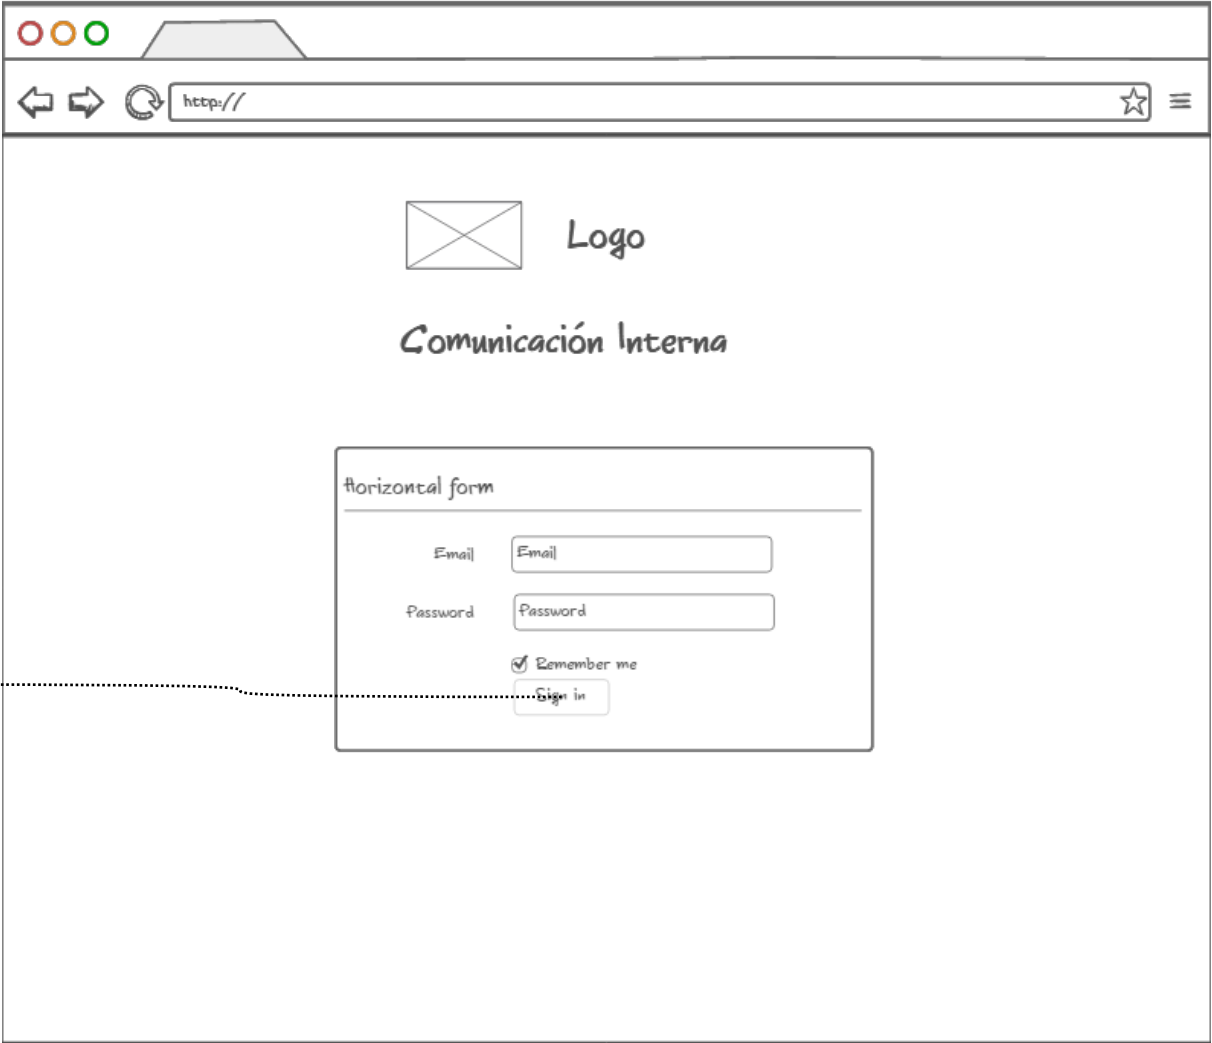 http://
Logo
Comunicación Interna
Horizontal form
Email Email
Password Password
Remember me
Sign in